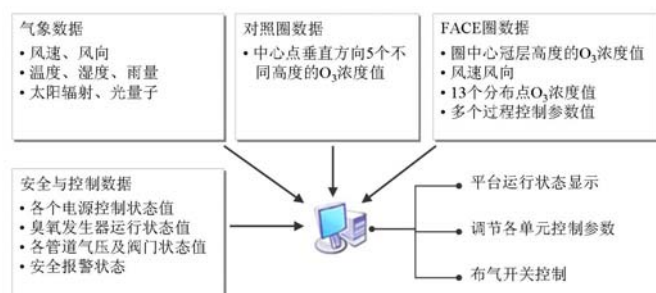 气象数据
• 风速、风向
• 温度、湿度、雨量
• 太阳辐射、光量子
对照圈数据
• 中心点垂直方向5个不
同高度的O₃浓度值
FACE圈数据
• 圈中心冠层高度的O₃浓度值
• 风速风向
• 13个分布点O₃浓度值
• 多个过程控制参数值
安全与控制数据
• 各个电源控制状态值
• 臭氧发生器运行状态值
• 各管道气压及阀门状态值
• 安全报警状态
平台运行状态显示
调节各单元控制参数
布气开关控制